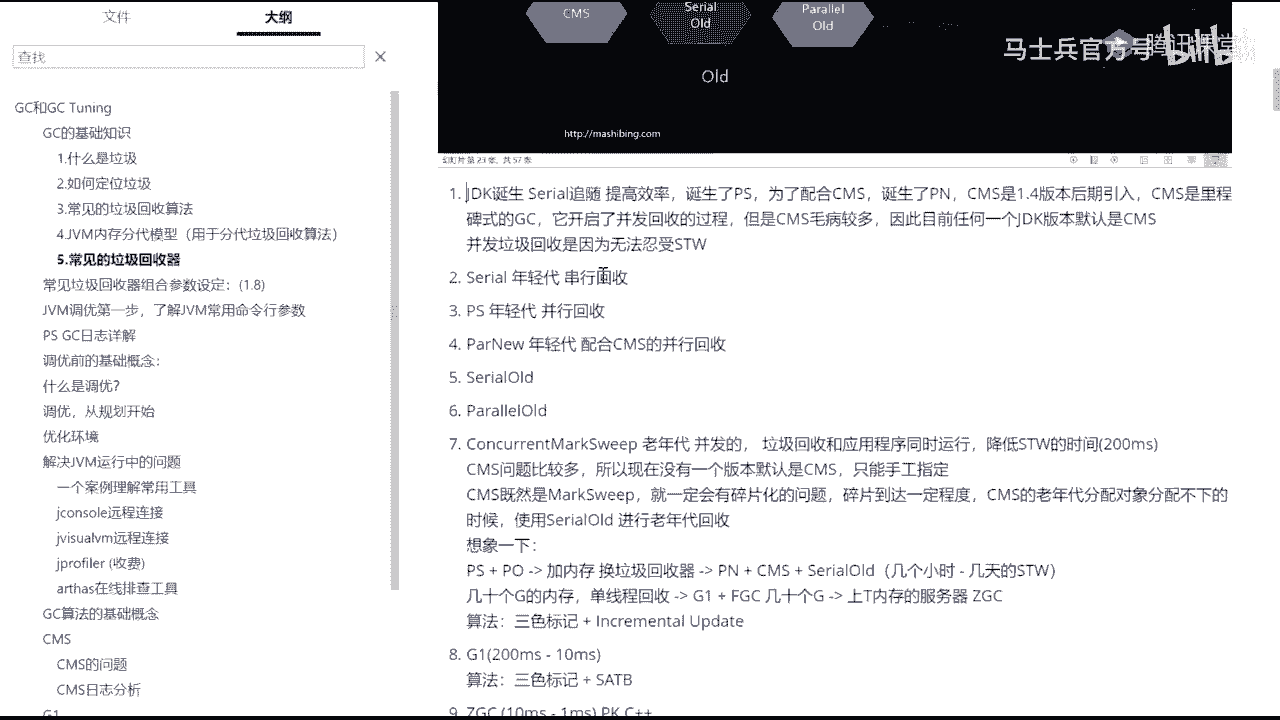 文件
大纲
查找
GC和GC Tuning
GC的基础知识
1.什么是垃圾
2.如何定位垃圾
3.常见的垃圾回收算法
4.JVM内存分代模型（用于分代垃圾回收算法）
5.常见的垃圾回收器
常见垃圾回收器组合参数设定：(1.8)
JVM调优第一步，了解JVM常用命令行参数
PS GC日志详解
调优前的基础概念：
什么是调优？
调优，从规划开始
优化环境
解决JVM运行中的问题
一个案例理解常用工具
jconsole远程连接
jvisualvm远程连接
jprofiler (收费)
arthas在线排查工具
GC算法的基础概念
CMS
CMS的问题
CMS日志分析
G1
CMS
Serial
Old
Parallel
Old
马士兵官方号
腾讯课堂
bilibili
Old
http://mashibing.com
幻灯片第 23 张，共 57 张
1. JDK诞生 Serial追随 提高效率，诞生了PS，为了配合CMS，诞生了PN，CMS是1.4版本后期引入，CMS是里程
碑式的GC，它开启了并发回收的过程，但是CMS毛病较多，因此目前任何一个JDK版本默认是CMS
并发垃圾回收是因为无法忍受STW
2. Serial 年轻代 串行回收
3. PS 年轻代 并行回收
4. ParNew 年轻代 配合CMS的并行回收
5. SerialOld
6. ParallelOld
7. ConcurrentMarkSweep 老年代 并发的， 垃圾回收和应用程序同时运行，降低STW的时间(200ms)
CMS问题比较多，所以现在没有一个版本默认是CMS，只能手工指定
CMS既然是MarkSweep，就一定会有碎片化的问题，碎片到达一定程度，CMS的老年代分配对象分配不下的
时候，使用SerialOld 进行老年代回收
想象一下：
PS + PO -> 加内存 换垃圾回收器 -> PN + CMS + SerialOld（几个小时 - 几天的STW）
几十个G的内存，单线程回收 -> G1 + FGC 几十个G -> 上T内存的服务器 ZGC
算法：三色标记 + Incremental Update
8. G1(200ms - 10ms)
算法：三色标记 + SATB
9. ZGC (10ms - 1ms) PK C++